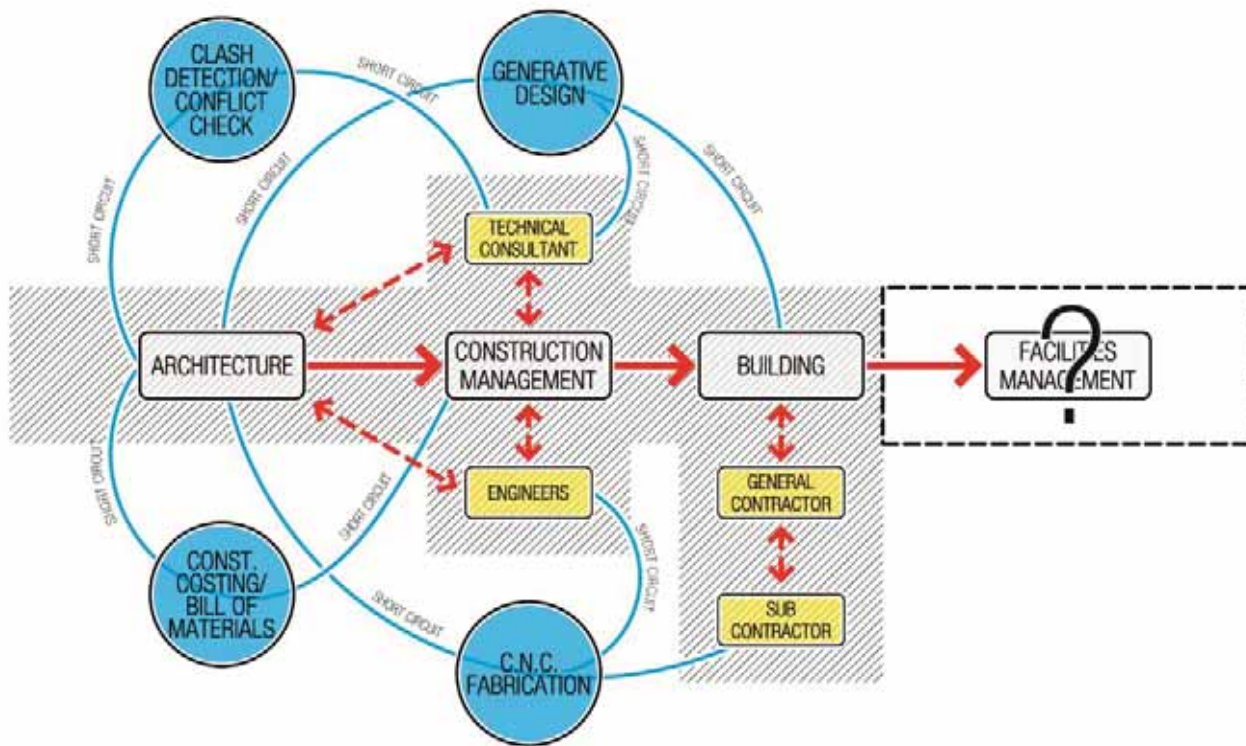 CLASH
DETECTION/
CONFLICT
CHECK
SHORT CIRCUIT
GENERATIVE
DESIGN
SHORT CIRCUIT
SHORT CIRCUIT
SHORT CIRCUIT
SHORT CIRCUIT
TECHNICAL
CONSULTANT
ARCHITECTURE
CONSTRUCTION
MANAGEMENT
BUILDING
FACILITIES
MANAGEMENT
?
SHORT CIRCUIT
SHORT CIRCUIT
ENGINEERS
GENERAL
CONTRACTOR
SHORT CIRCUIT
CONST.
COSTING/
BILL OF
MATERIALS
SHORT CIRCUIT
SUB
CONTRACTOR
C.N.C.
FABRICATION